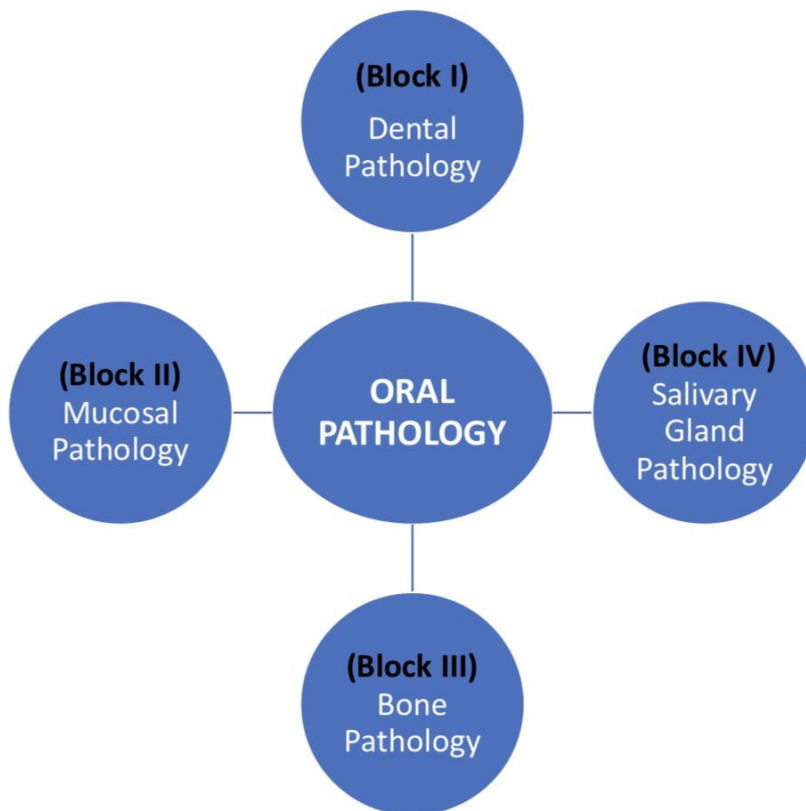 (Block I)
Dental
Pathology
(Block II)
Mucosal
Pathology
ORAL
PATHOLOGY
(Block IV)
Salivary
Gland
Pathology
(Block III)
Bone
Pathology